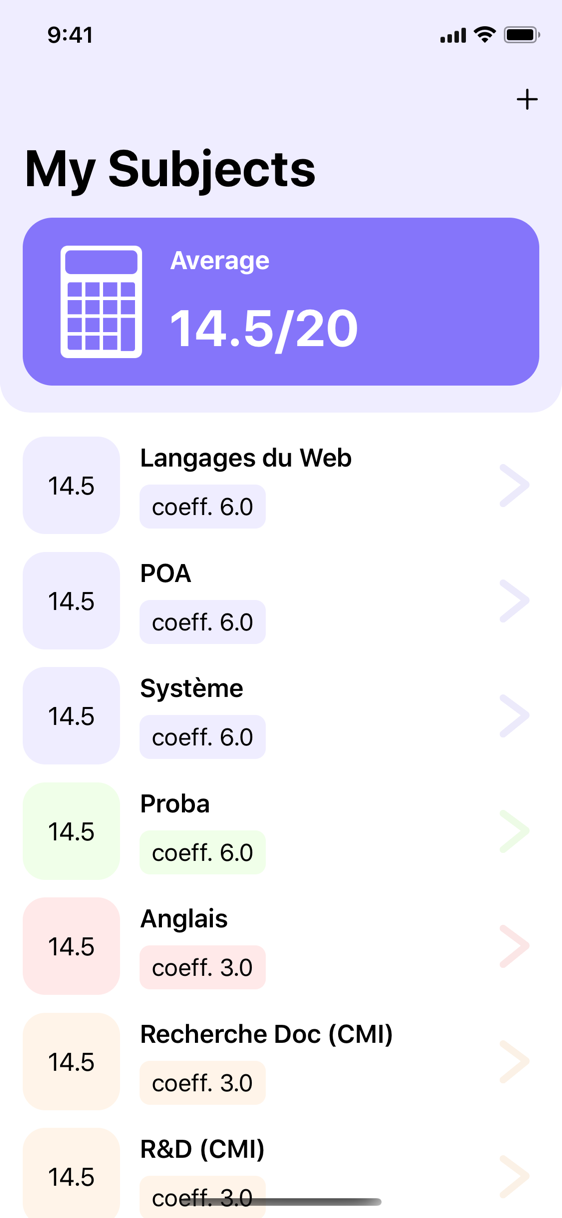 9:41
+
My Subjects
Average
14.5/20
Langages du Web
14.5
coeff. 6.0
POA
14.5
coeff. 6.0
Système
14.5
coeff. 6.0
Proba
14.5
coeff. 6.0
Anglais
14.5
coeff. 3.0
Recherche Doc (CMI)
14.5
coeff. 3.0
R&D (CMI)
14.5
coeff. 3.0